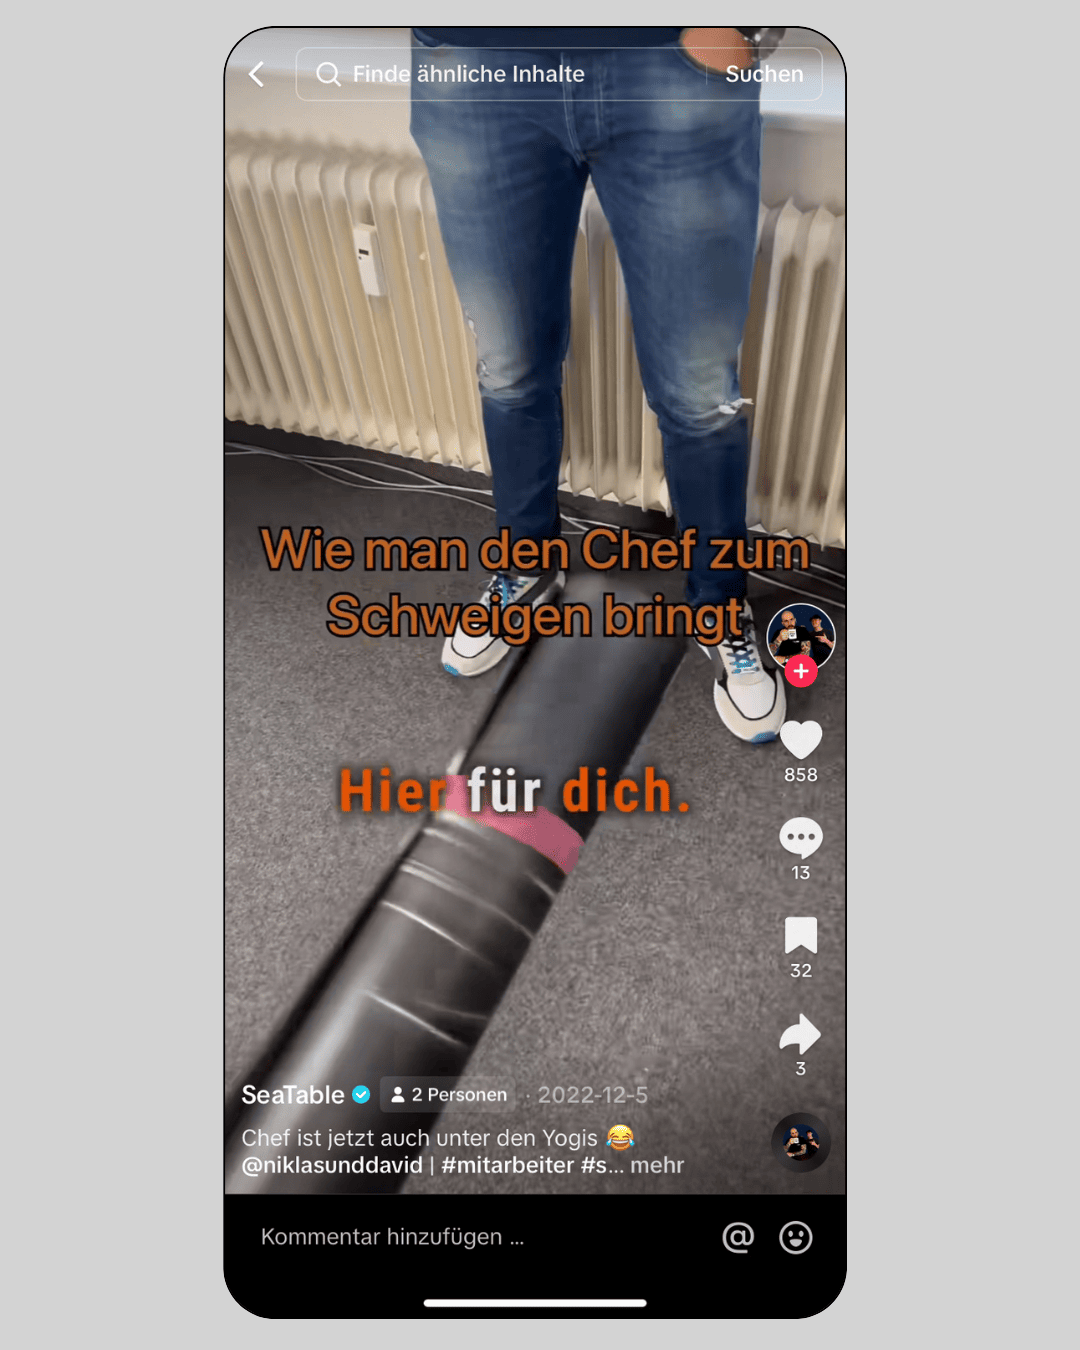 Finde ähnliche Inhalte
Suchen
Wie man den Chef zum
Schweigen bringt
Hier für dich.
858
13
32
3
SeaTable
2 Personen
· 2022-12-5
Chef ist jetzt auch unter den Yogis 😂
@niklasunddavid | #mitarbeiter #s... mehr
Kommentar hinzufügen ...